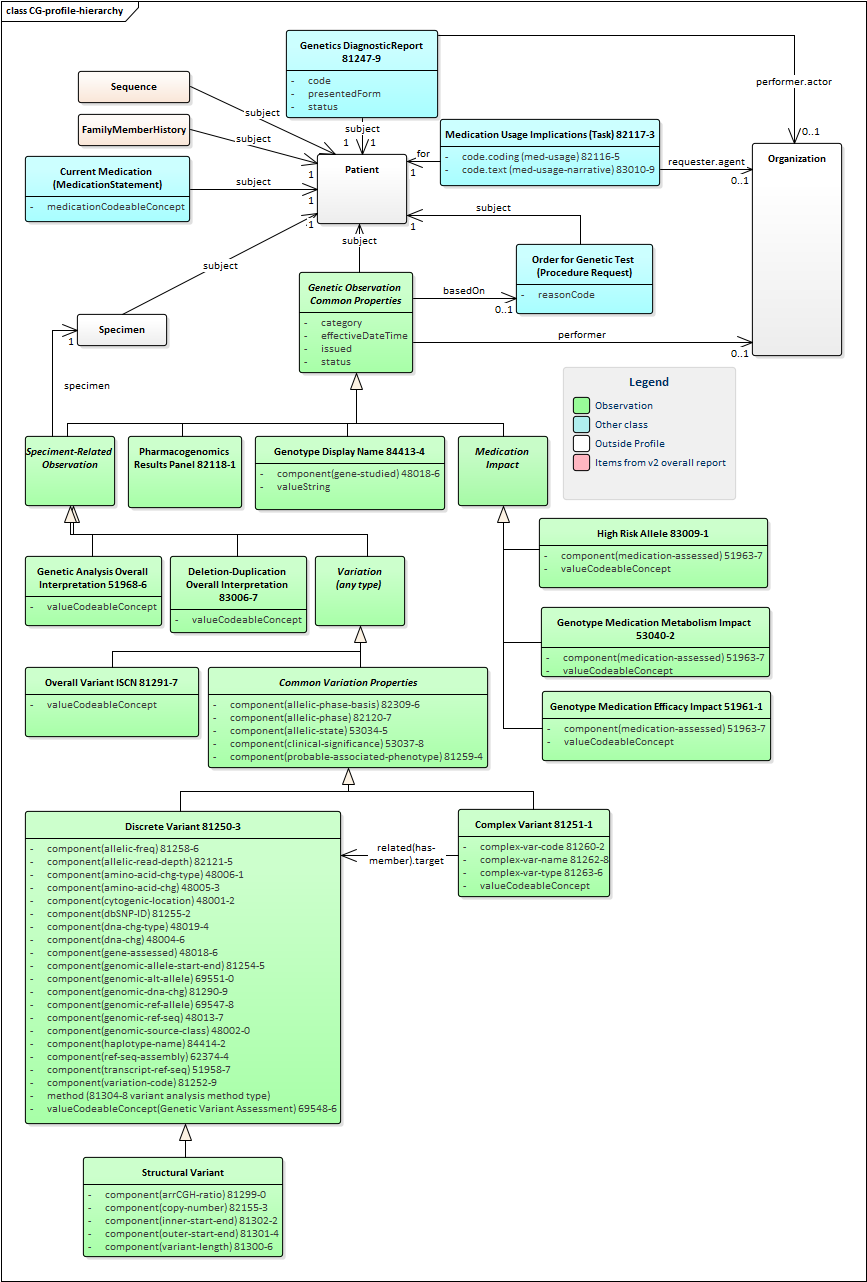 class CG-profile-hierarchy
Genetics DiagnosticReport
81247-9
- code
- presentedForm
- status
performer.actor
0..1
Sequence
subject
1
FamilyMemberHistory
subject
1
subject
1
Medication Usage Implications (Task) 82117-3
- code.coding (med-usage) 82116-5
- code.text (med-usage-narrative) 83010-9
for
1
requester.agent
0..1
Organization
Patient
Current Medication
(MedicationStatement)
- medicationCodeableConcept
subject
1
subject
1
subject
1
subject
Order for Genetic Test
(Procedure Request)
- reasonCode
Specimen
1
specimen
Genetic Observation
Common Properties
- category
- effectiveDateTime
- issued
- status
basedOn
0..1
performer
0..1
Legend
Observation
Other class
Outside Profile
Items from v2 overall report
Speciment-Related
Observation
Pharmacogenomics
Results Panel 82118-1
Genotype Display Name 84413-4
- component(gene-studied) 48018-6
- valueString
Medication
Impact
High Risk Allele 83009-1
- component(medication-assessed) 51963-7
- valueCodeableConcept
Genetic Analysis Overall
Interpretation 51968-6
- valueCodeableConcept
Deletion-Duplication
Overall Interpretation
83006-7
- valueCodeableConcept
Variation
(any type)
Genotype Medication Metabolism Impact
53040-2
- component(medication-assessed) 51963-7
- valueCodeableConcept
Overall Variant ISCN 81291-7
- valueCodeableConcept
Common Variation Properties
- component(allelic-phase-basis) 82309-6
- component(allelic-phase) 82120-7
- component(allelic-state) 53034-5
- component(clinical-significance) 53037-8
- component(probable-associated-phenotype) 81259-4
Genotype Medication Efficacy Impact 51961-1
- component(medication-assessed) 51963-7
- valueCodeableConcept
Discrete Variant 81250-3
- component(allelic-freq) 81258-6
- component(allelic-read-depth) 82121-5
- component(amino-acid-chg-type) 48006-1
- component(amino-acid-chg) 48005-3
- component(cytogenic-location) 48001-2
- component(dbSNP-ID) 81255-2
- component(dna-chg-type) 48019-4
- component(dna-chg) 48004-6
- component(gene-assessed) 48018-6
- component(genomic-allele-start-end) 81254-5
- component(genomic-alt-allele) 69551-0
- component(genomic-dna-chg) 81290-9
- component(genomic-ref-allele) 69547-8
- component(genomic-ref-seq) 48013-7
- component(genomic-source-class) 48002-0
- component(haplotype-name) 84414-2
- component(ref-seq-assembly) 62374-4
- component(transcript-ref-seq) 51958-7
- component(variation-code) 81252-9
- method (81304-8 variant analysis method type)
- valueCodeableConcept(Genetic Variant Assessment) 69548-6
related(has-
member).target
Complex Variant 81251-1
- complex-var-code 81260-2
- complex-var-name 81262-8
- complex-var-type 81263-6
- valueCodeableConcept
Structural Variant
- component(arrCGH-ratio) 81299-0
- component(copy-number) 82155-3
- component(inner-start-end) 81302-2
- component(outer-start-end) 81301-4
- component(variant-length) 81300-6